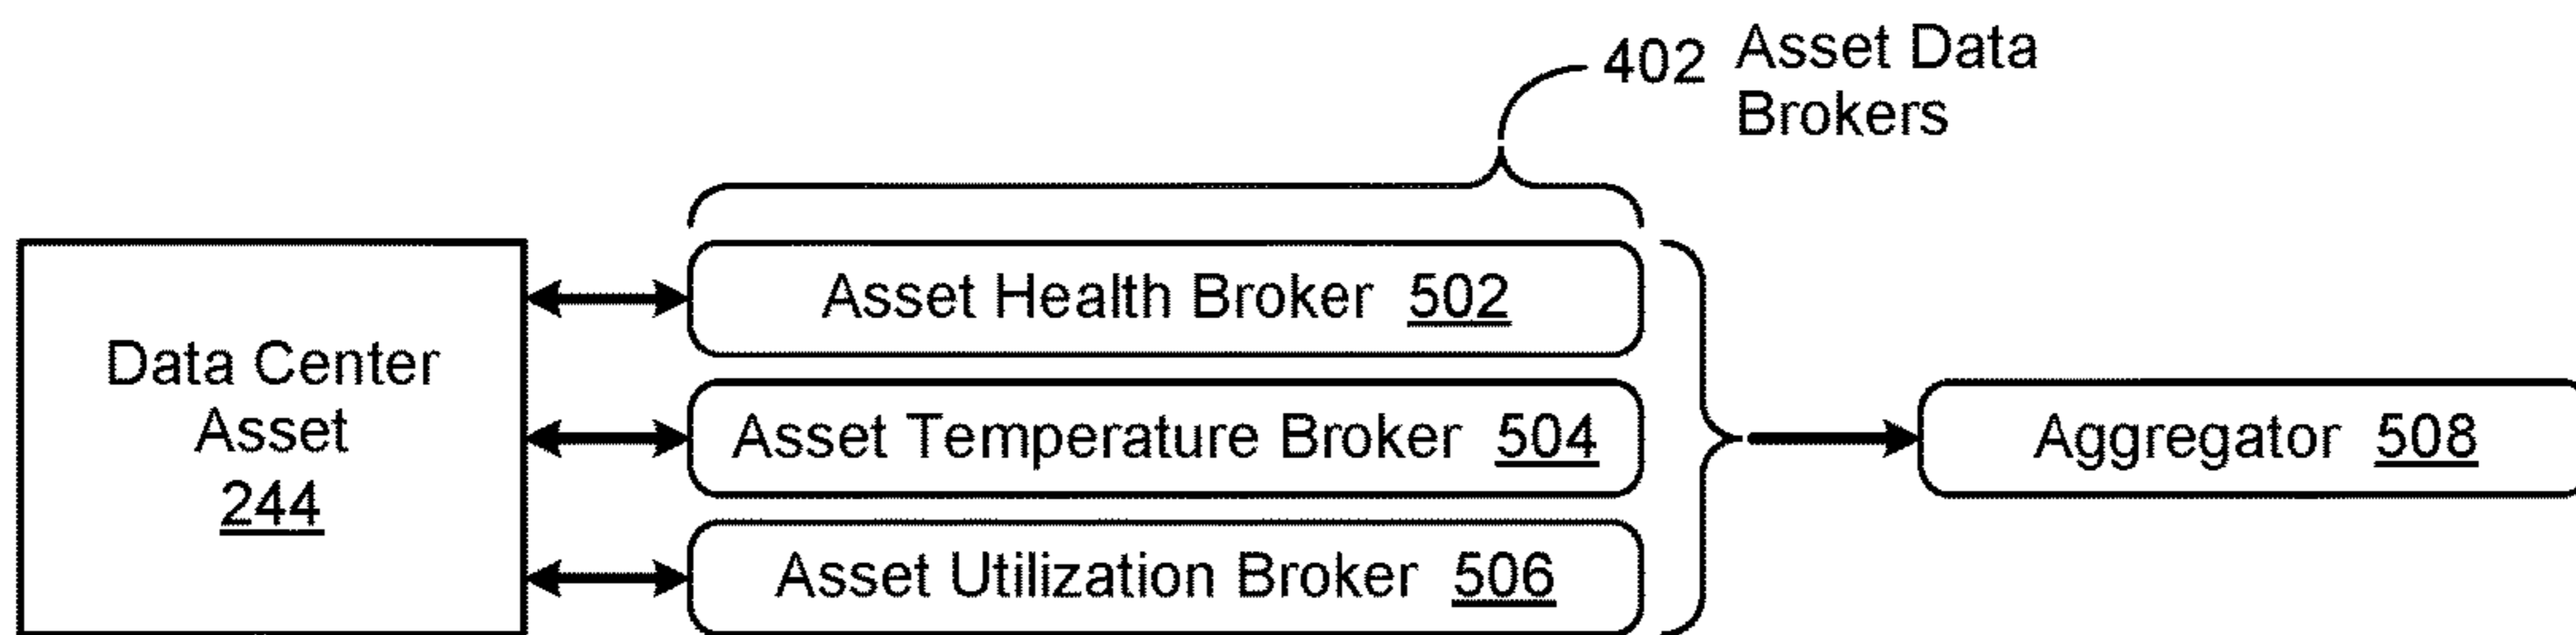 402 Asset Data
Brokers
Asset Health Broker 502
Data Center
Asset
244
Asset Temperature Broker 504
Aggregator 508
Asset Utilization Broker 506